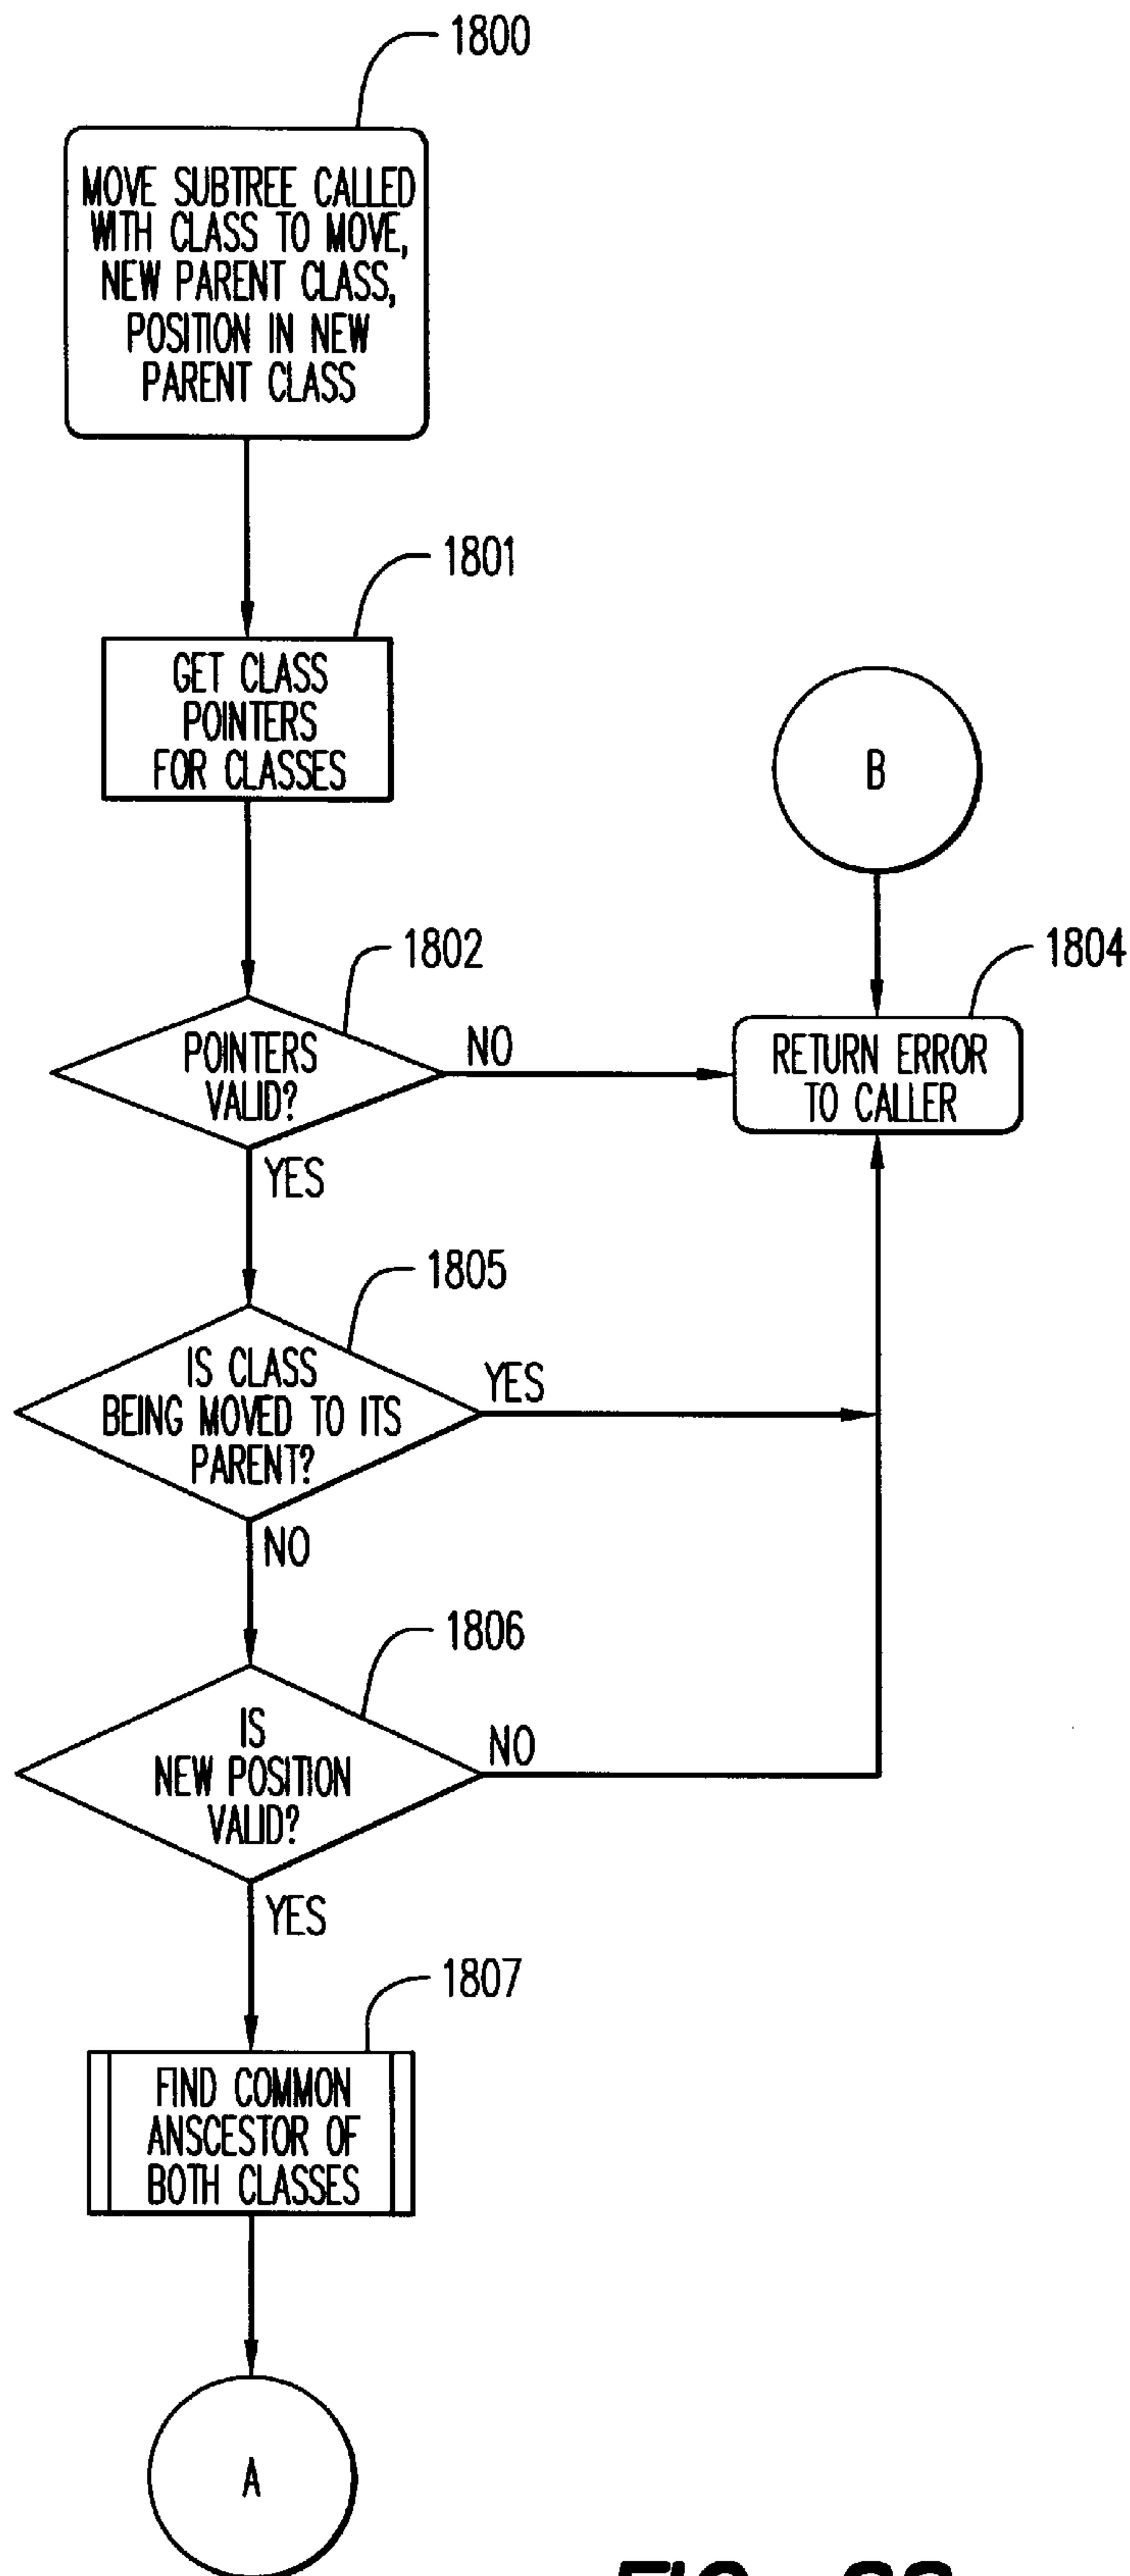 1800
MOVE SUBTREE CALLED
WITH CLASS TO MOVE,
NEW PARENT CLASS,
POSITION IN NEW
PARENT CLASS
1801
GET CLASS
POINTERS
FOR CLASSES
B
1802
POINTERS
VALID?
NO
YES
1804
RETURN ERROR
TO CALLER
1805
IS CLASS
BEING MOVED TO ITS
PARENT?
YES
NO
1806
IS
NEW POSITION
VALID?
NO
YES
1807
FIND COMMON
ANSCESTOR OF
BOTH CLASSES
A